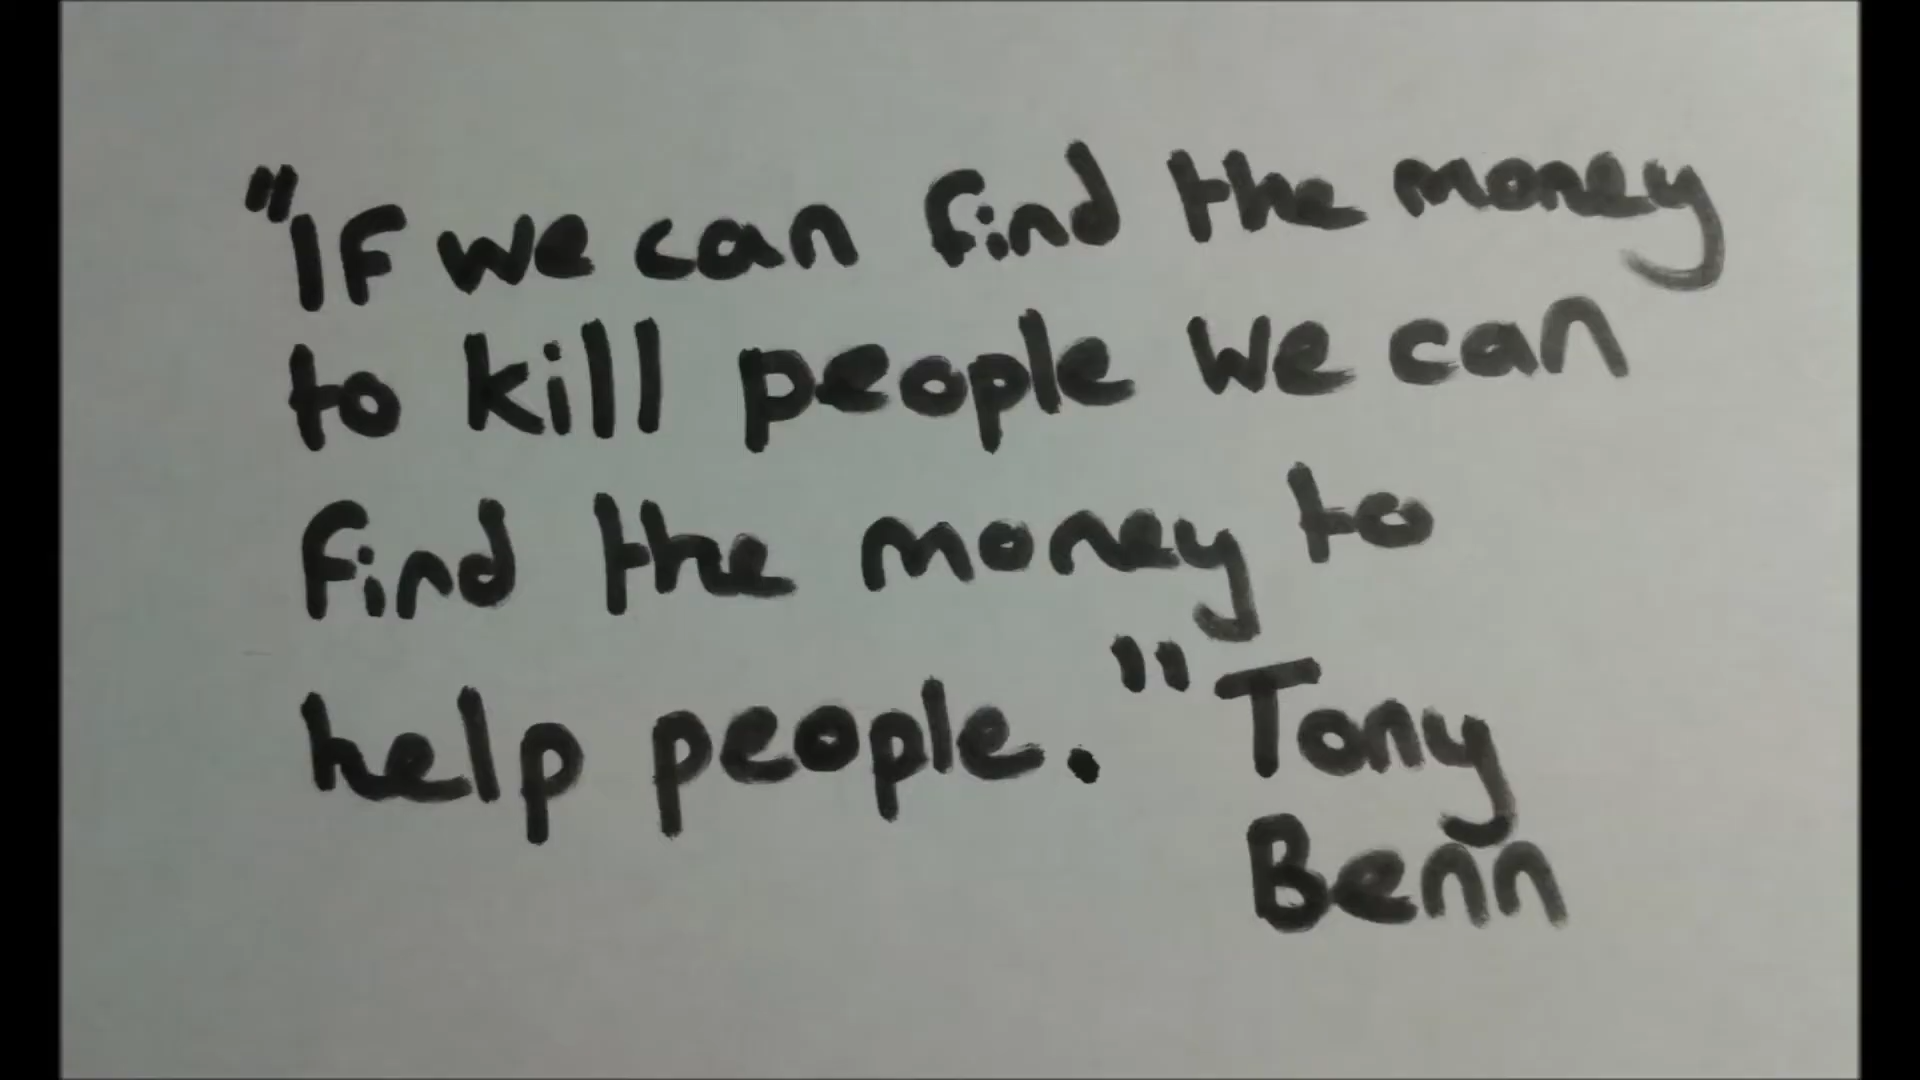 "If we can find the money
to kill people we can
find the money to
help people." Tony
Benn